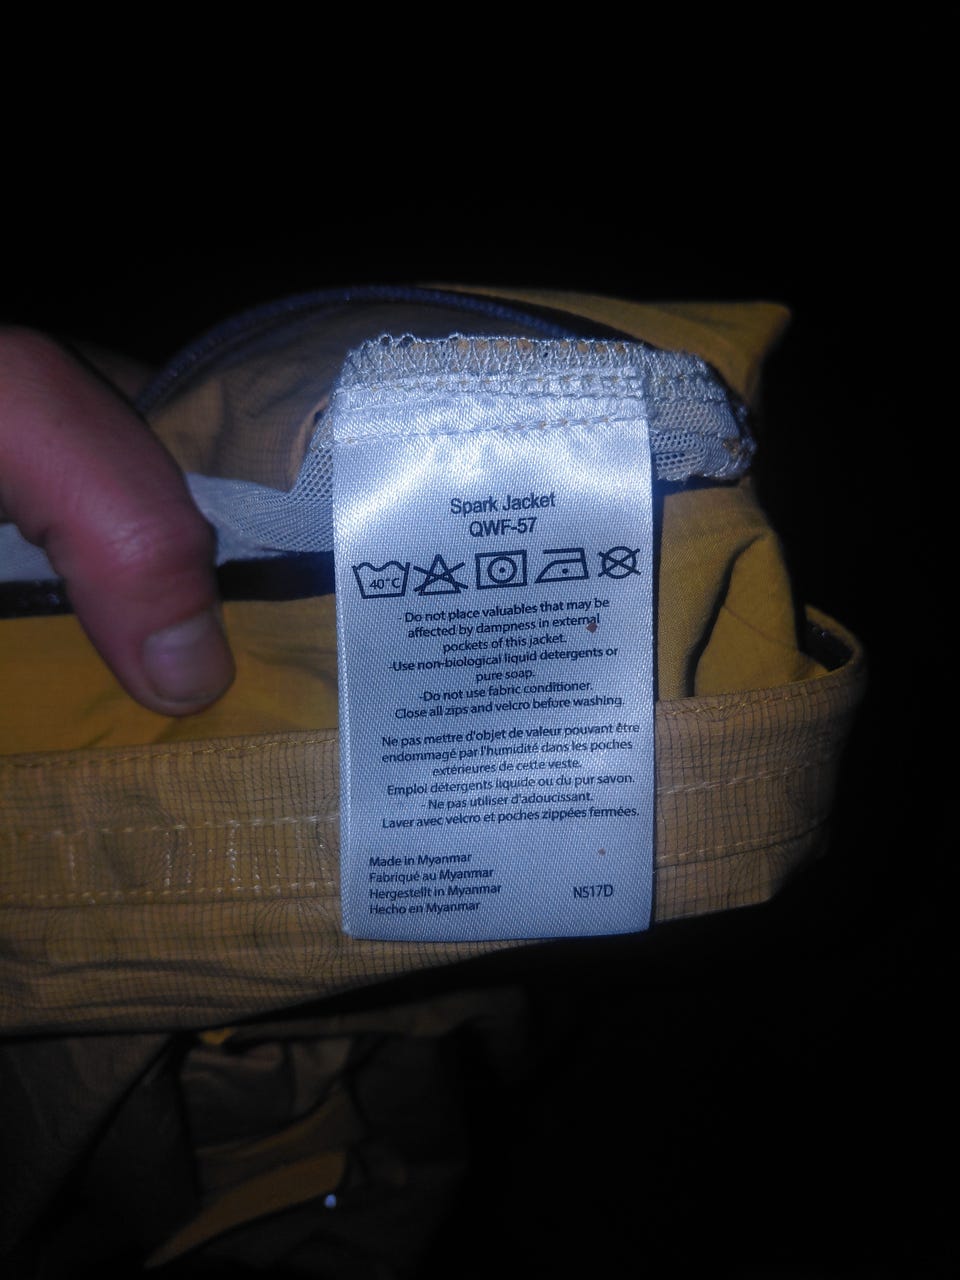 Spark Jacket
QWF-57
40°C
- Do not place valuables that may be
affected by dampness in external
pockets of this jacket.
-Use non-biological liquid detergents or
pure soap.
-Do not use fabric conditioner.
Close all zips and velcro before washing.
Ne pas mettre d'objet de valeur pouvant être
endommagé par l'humidité dans les poches
extérieures de cette veste.
Emploi détergents liquide ou du pur savon.
- Ne pas utiliser d'adoucissant.
Laver avec velcro et poches zippées fermées.
Made in Myanmar
Fabriqué au Myanmar
Hergestellt in Myanmar
Hecho en Myanmar
NS17D